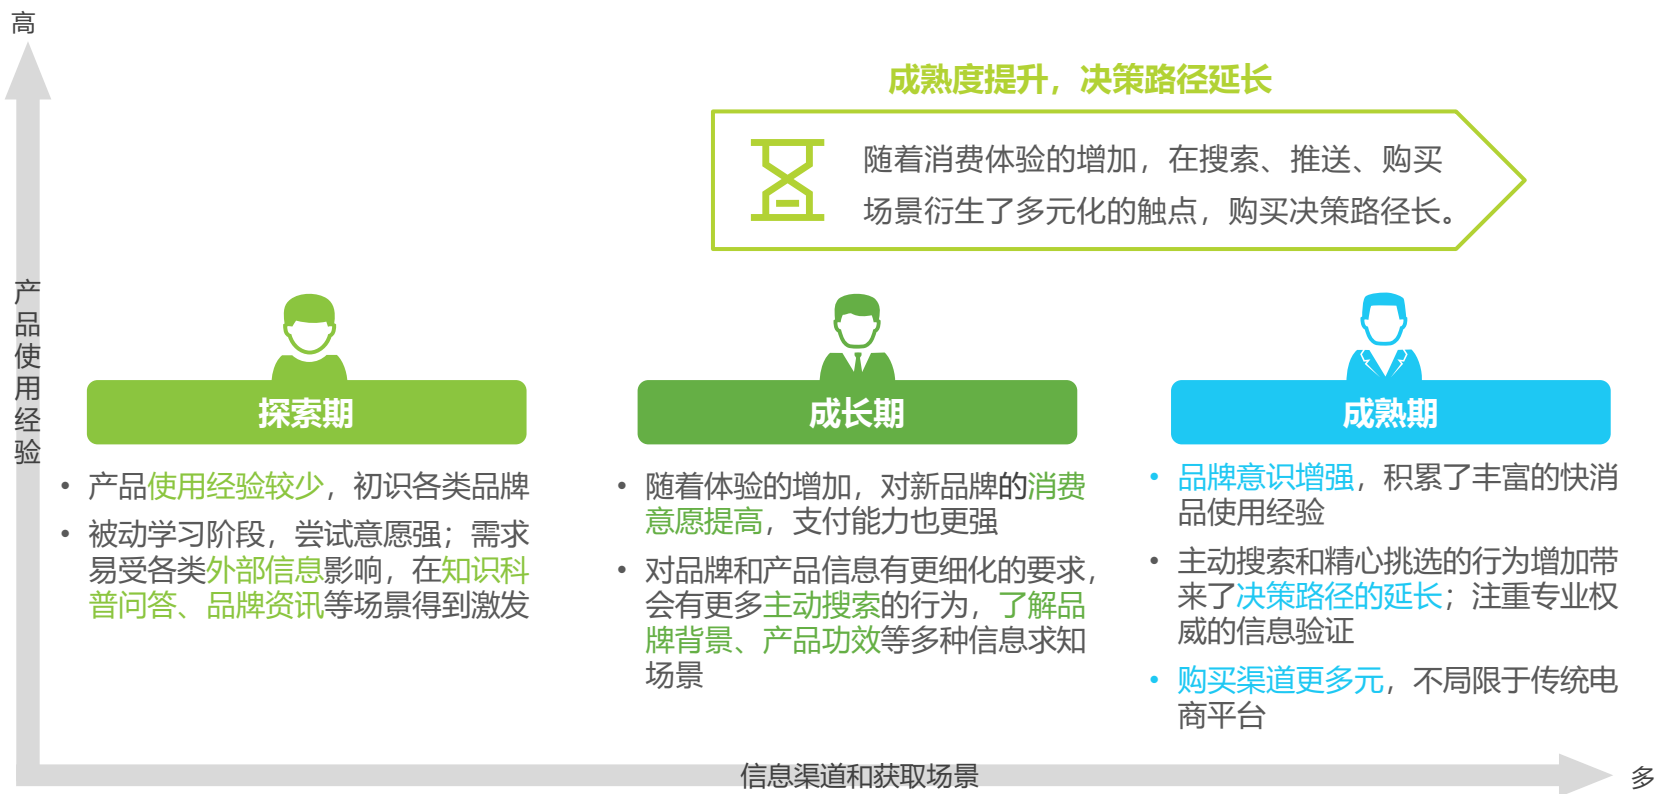 高
成熟度提升，决策路径延长
随着消费体验的增加，在搜索、推送、购买
场景衍生了多元化的触点，购买决策路径长。
产品使用经验
探索期
• 产品使用经验较少，初识各类品牌
• 被动学习阶段，尝试意愿强；需求
易受各类外部信息影响，在知识科
普问答、品牌资讯等场景得到激发
成长期
• 随着体验的增加，对新品牌的消费
意愿提高，支付能力也更强
• 对品牌和产品信息有更细化的要求，
会有更多主动搜索的行为，了解品
牌背景、产品功效等多种信息求知
场景
成熟期
• 品牌意识增强，积累了丰富的快消
品使用经验
• 主动搜索和精心挑选的行为增加带
来了决策路径的延长；注重专业权
威的信息验证
• 购买渠道更多元，不局限于传统电
商平台
信息渠道和获取场景
多